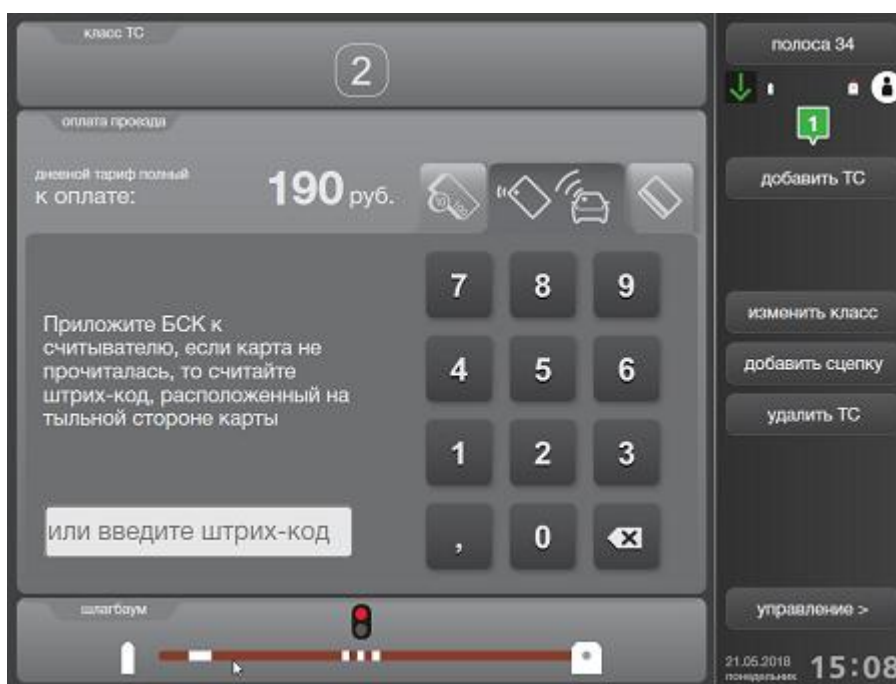 класс ТС
2
полоса 34
1
оплата проезда
дневной тариф полный
к оплате:
190 руб.
добавить ТС
Приложите БСК к
считывателю, если карта не
прочиталась, то считайте
штрих-код, расположенный на
тыльной стороне карты
или введите штрих-код
7 8 9
4 5 6
1 2 3
, 0
изменить класс
добавить сцепку
удалить ТС
управление >
шлагбаум
21.05.2018
понедельник
15:08